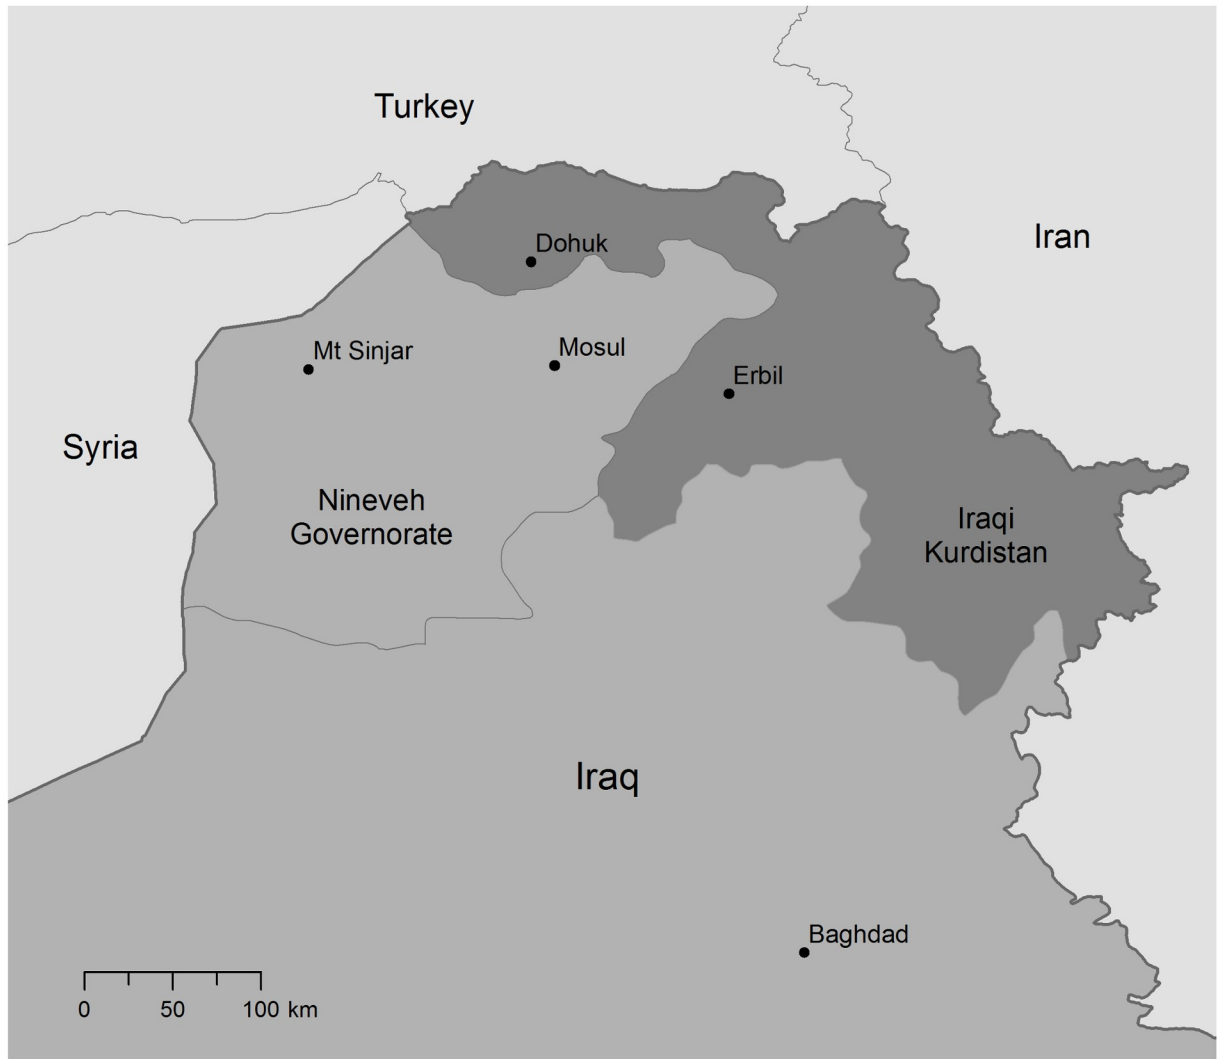 Turkey
Iran
Dohuk
Mt Sinjar
Mosul
Erbil
Syria
Nineveh
Governorate
Iraqi
Kurdistan
Iraq
Baghdad
0 50 100 km